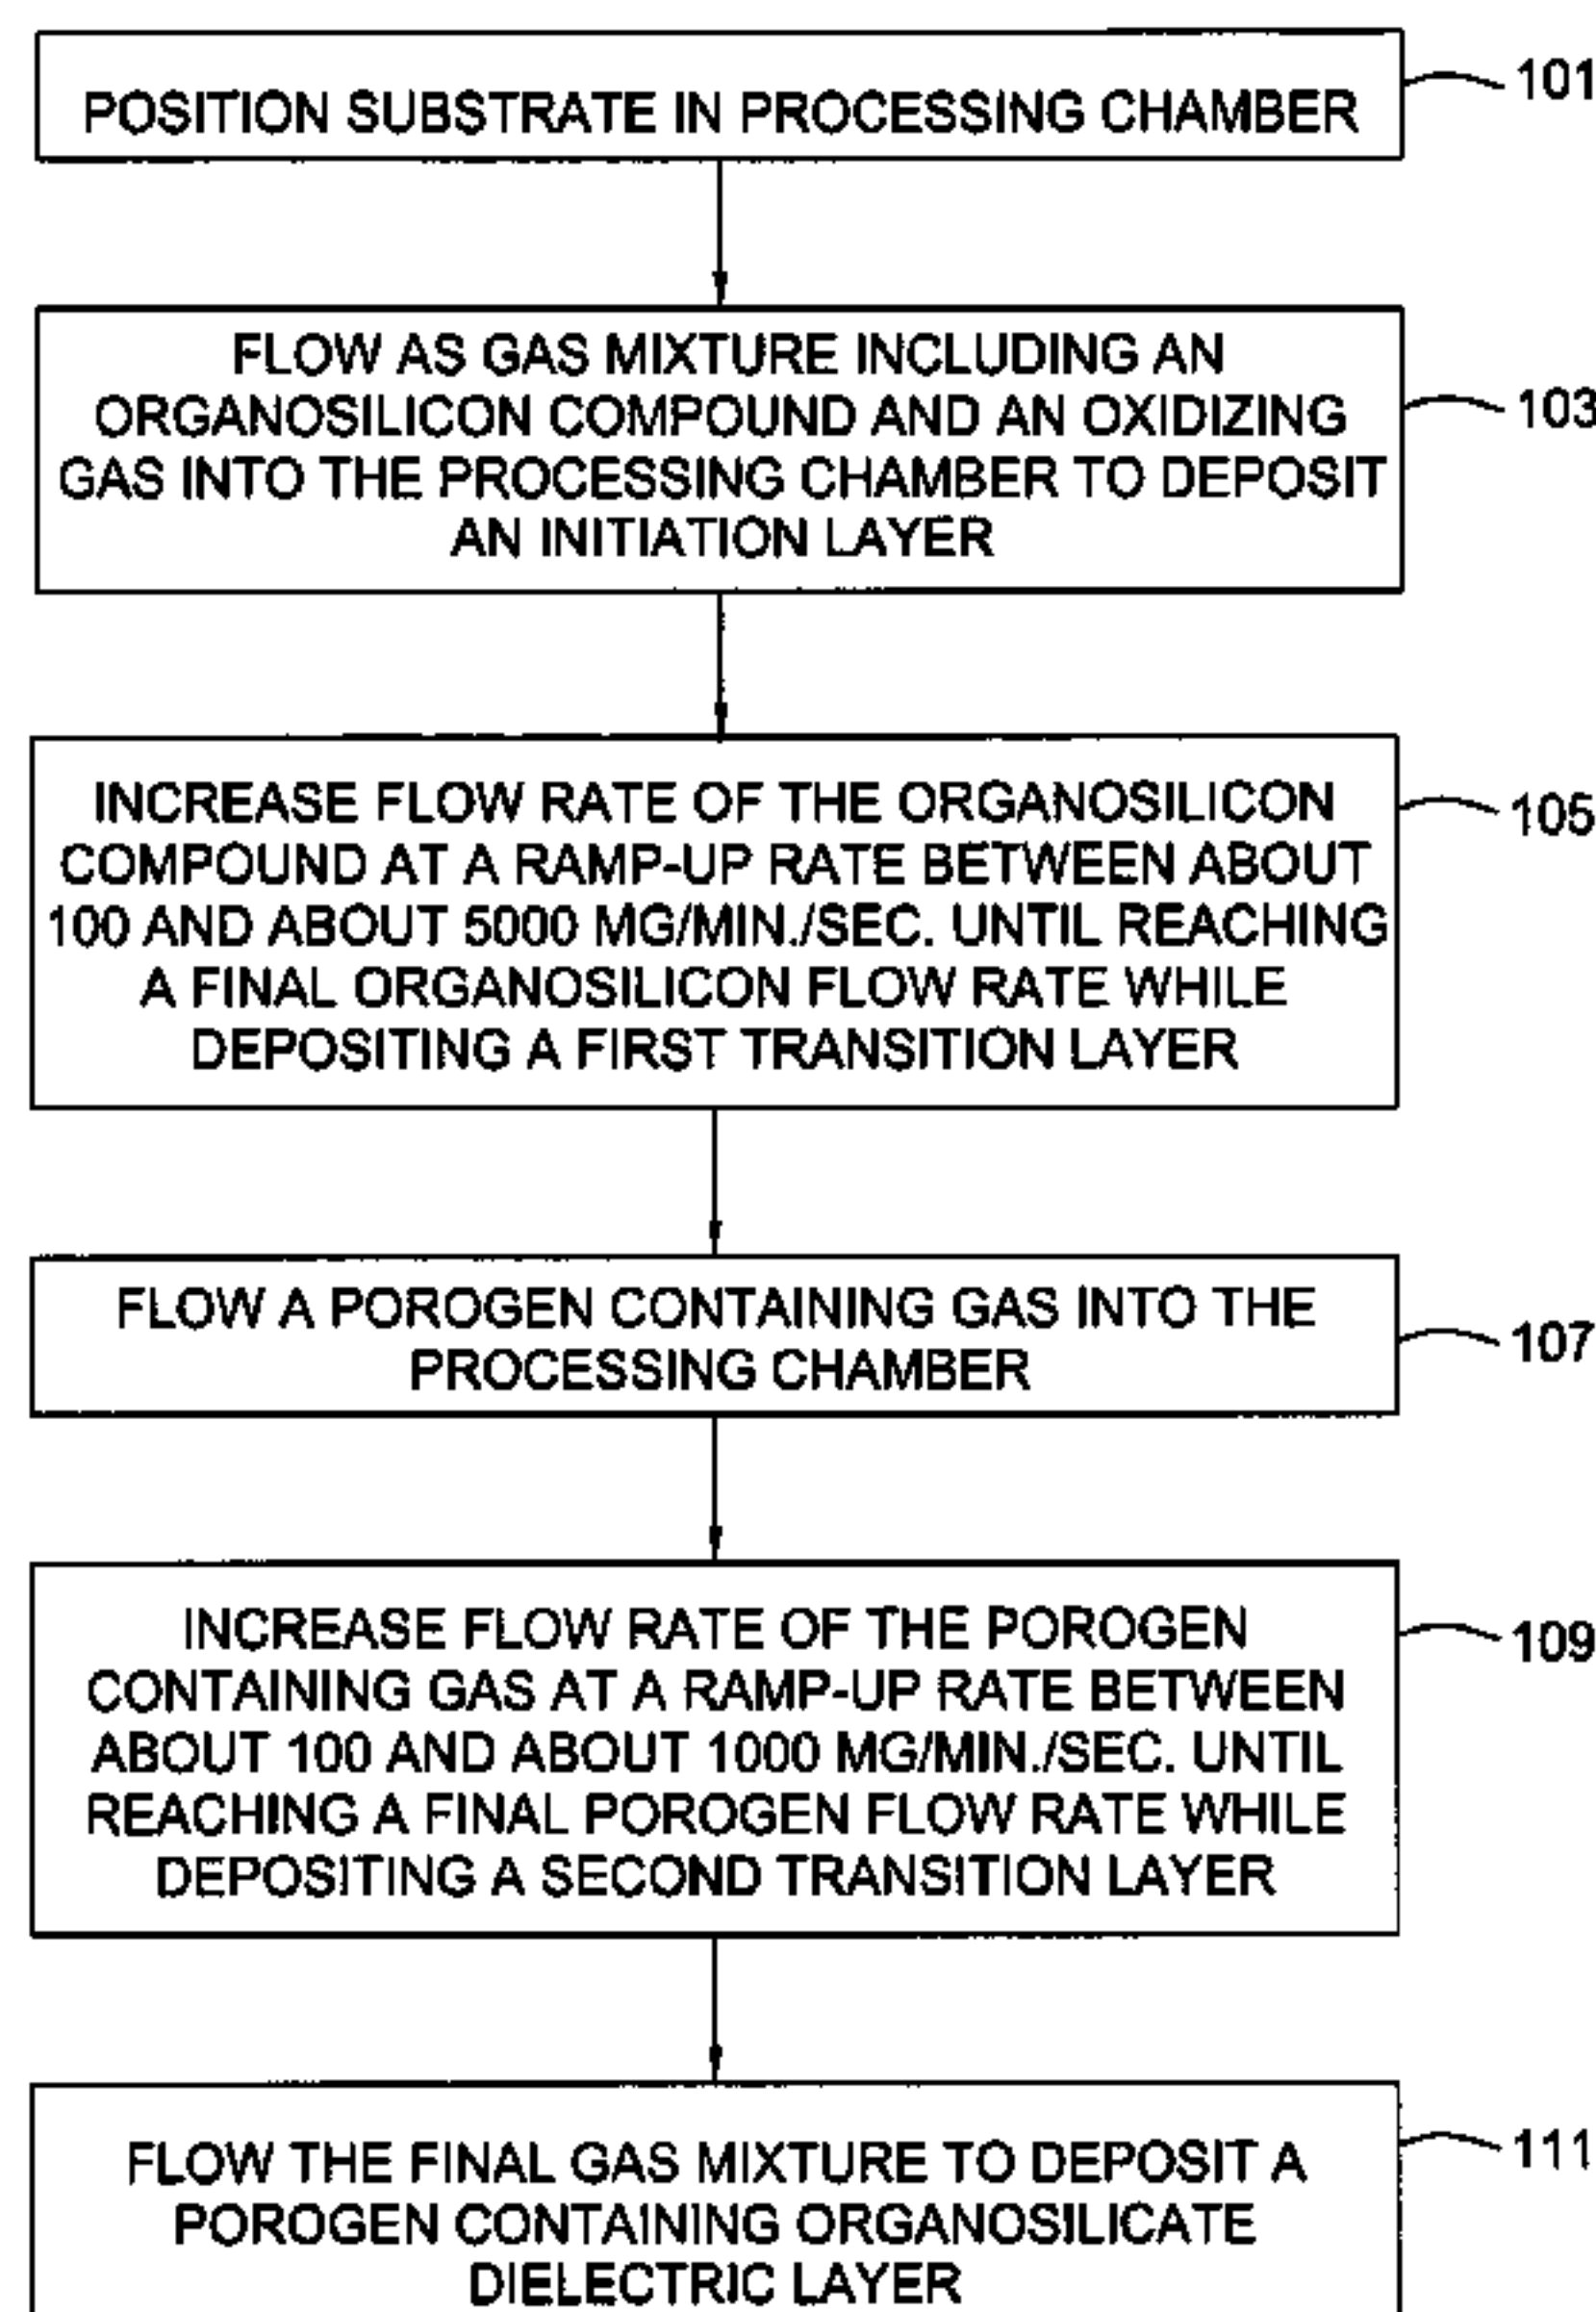 POSITION SUBSTRATE IN PROCESSING CHAMBER
101
FLOW AS GAS MIXTURE INCLUDING AN
ORGANOSILICON COMPOUND AND AN OXIDIZING
GAS INTO THE PROCESSING CHAMBER TO DEPOSIT
AN INITIATION LAYER
103
INCREASE FLOW RATE OF THE ORGANOSILICON
COMPOUND AT A RAMP-UP RATE BETWEEN ABOUT
100 AND ABOUT 5000 MG/MIN./SEC. UNTIL REACHING
A FINAL ORGANOSILICON FLOW RATE WHILE
DEPOSITING A FIRST TRANSITION LAYER
105
FLOW A POROGEN CONTAINING GAS INTO THE
PROCESSING CHAMBER
107
INCREASE FLOW RATE OF THE POROGEN
CONTAINING GAS AT A RAMP-UP RATE BETWEEN
ABOUT 100 AND ABOUT 1000 MG/MIN./SEC. UNTIL
REACHING A FINAL POROGEN FLOW RATE WHILE
DEPOSITING A SECOND TRANSITION LAYER
109
FLOW THE FINAL GAS MIXTURE TO DEPOSIT A
POROGEN CONTAINING ORGANOSILICATE
DIELECTRIC LAYER
111